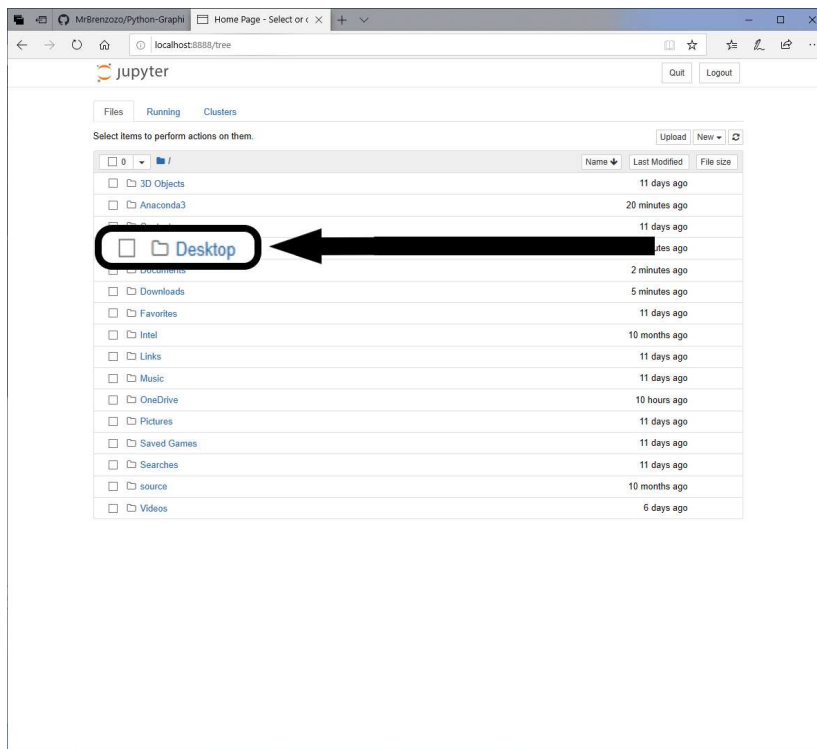 MrBrenzozo/Python-Graphi
Home Page - Select or c
localhost:8888/tree
jupyter
Quit Logout
Files Running Clusters
Select items to perform actions on them.
Upload New
0 / Name Last Modified File size
3D Objects 11 days ago
Anaconda3 20 minutes ago
11 days ago
Desktop ago
Documents 2 minutes ago
Downloads 5 minutes ago
Favorites 11 days ago
Intel 10 months ago
Links 11 days ago
Music 11 days ago
OneDrive 10 hours ago
Pictures 11 days ago
Saved Games 11 days ago
Searches 11 days ago
source 10 months ago
Videos 6 days ago